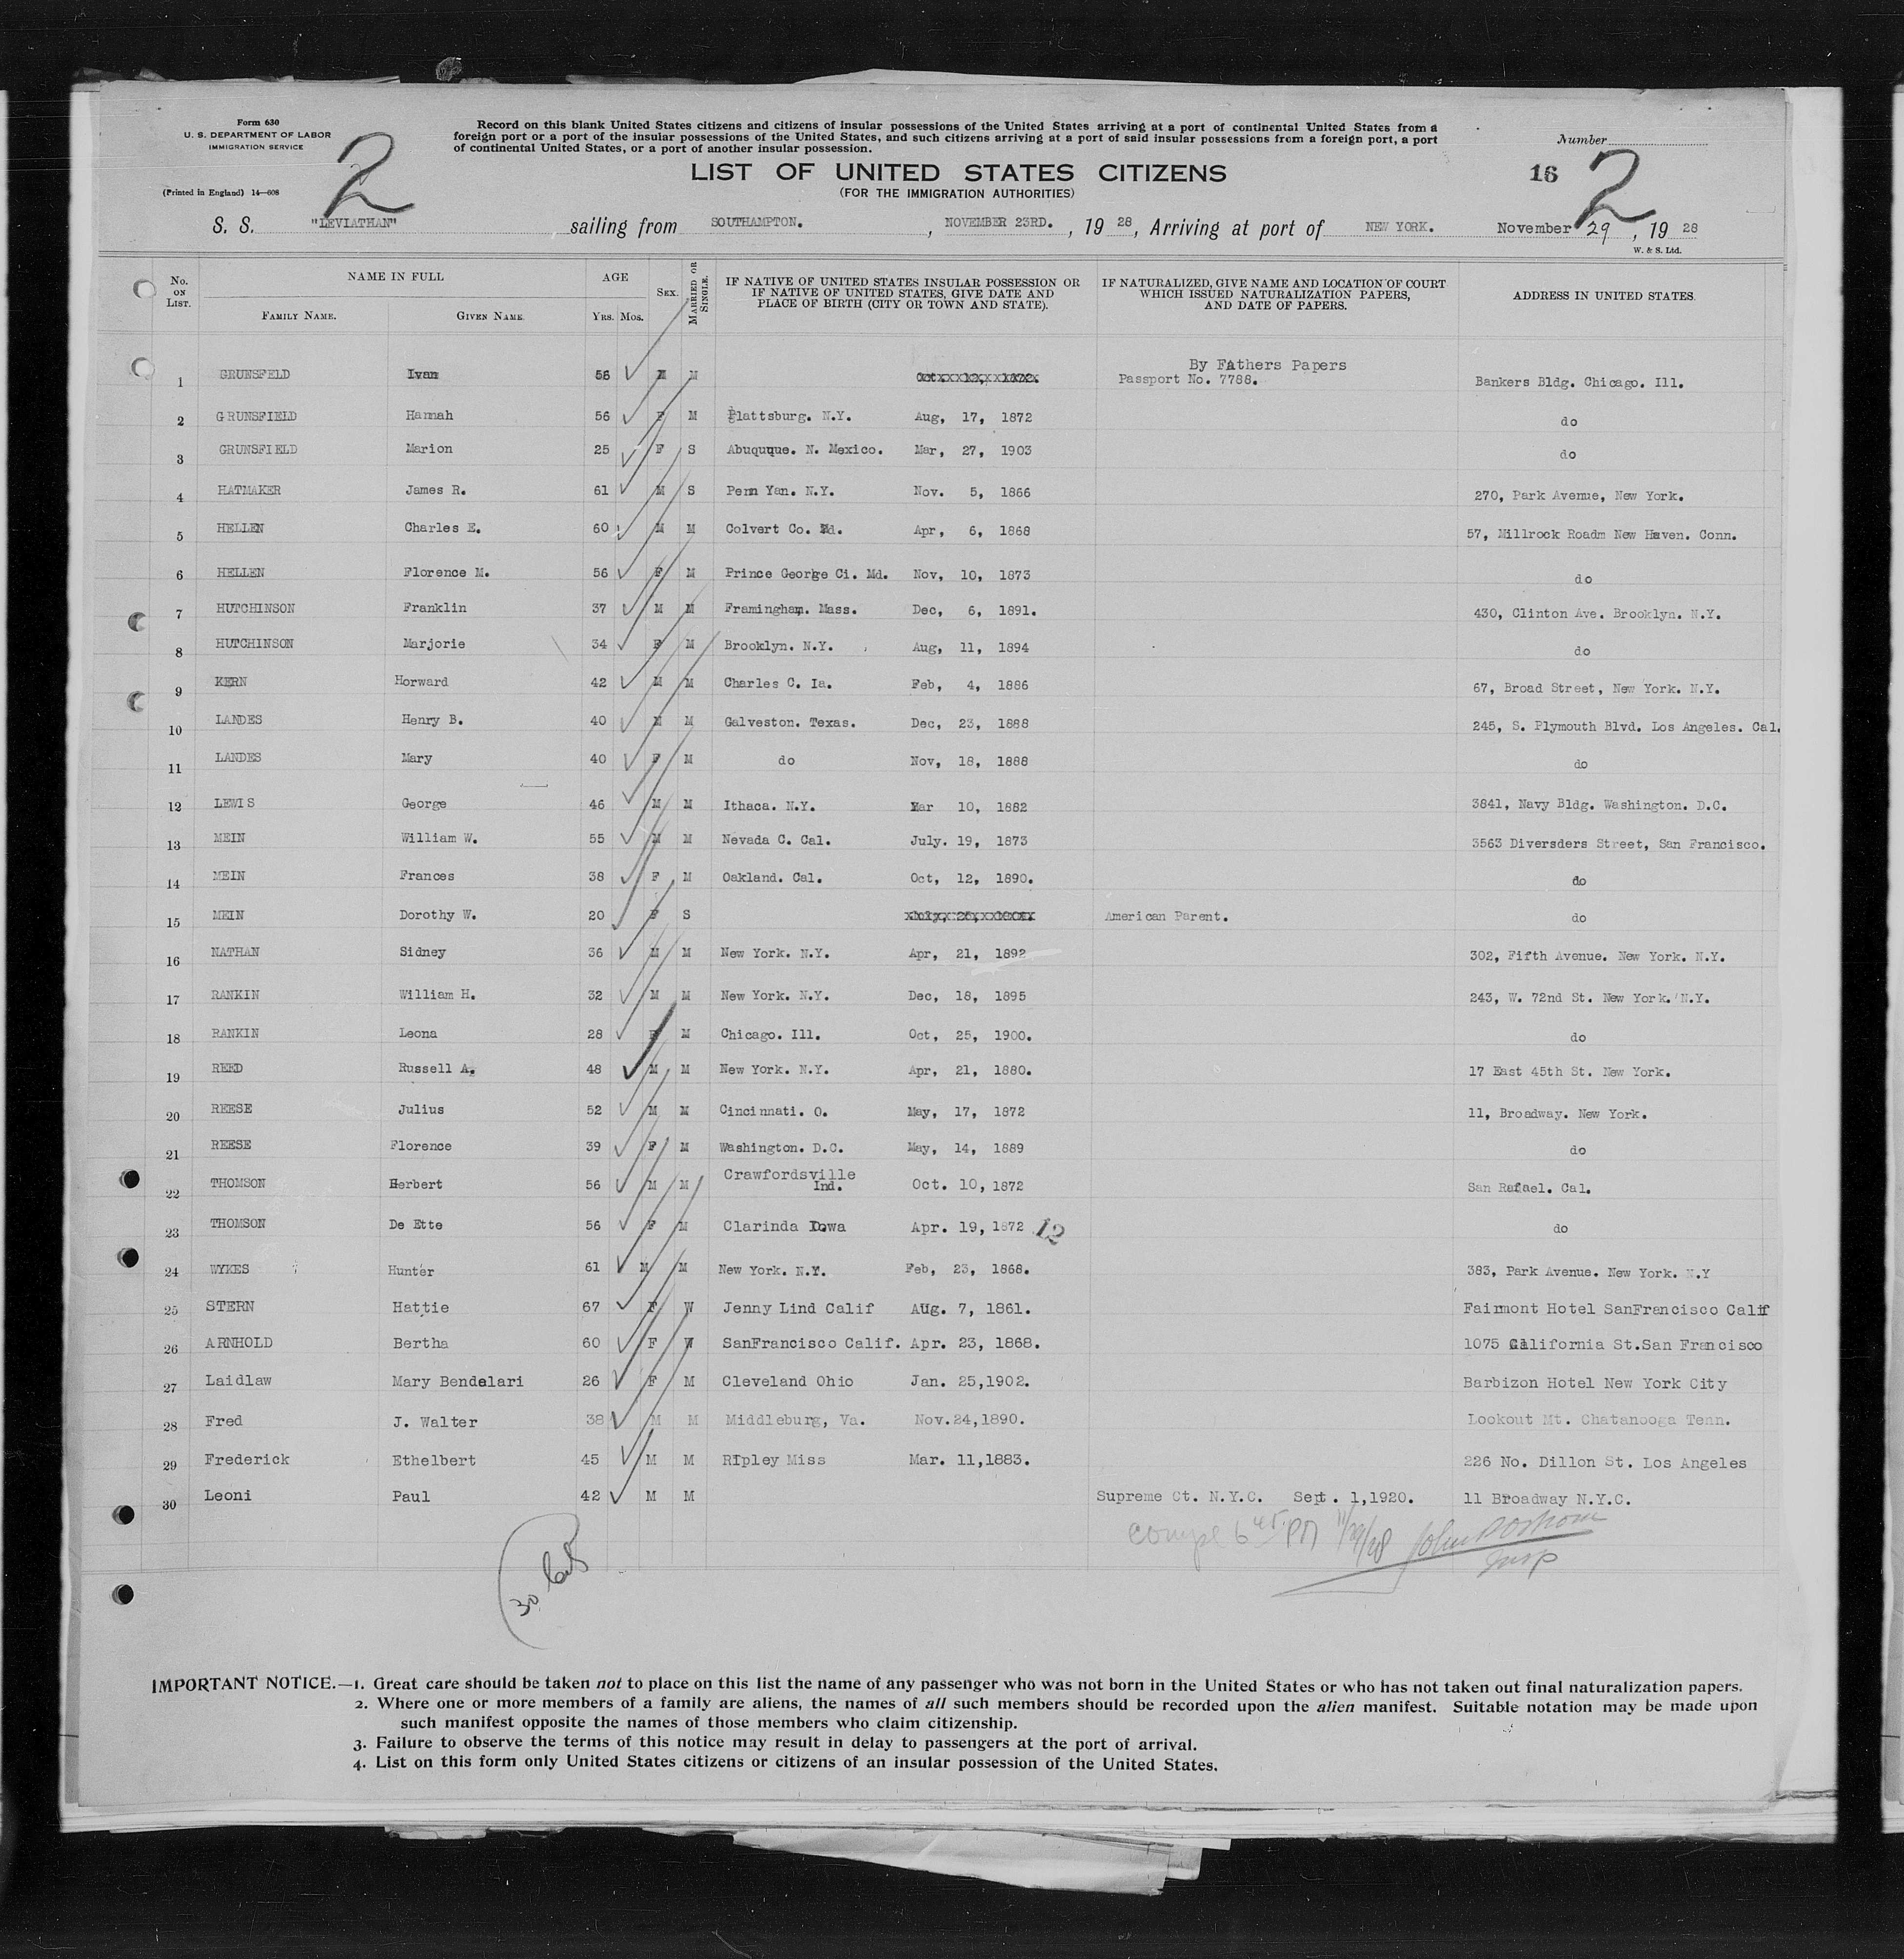 Form 630
U. S. DEPARTMENT OF LABOR
IMMIGRATION SERVICE
(Printed in England) 14—608
2
Record on this blank United States citizens and citizens of insular possessions of the United States arriving at a port of continental United States from a
foreign port or a port of the insular possessions of the United States, and such citizens arriving at a port of said insular possessions from a foreign port, a port
of continental United States, or a port of another insular possession.
Number
LIST OF UNITED STATES CITIZENS
(FOR THE IMMIGRATION AUTHORITIES)
16 2
S. S. "LEVIATHAN" sailing from SOUTHAMPTON. , NOVEMBER 23RD. , 19 28 , Arriving at port of NEW YORK. November 29 , 19 28
W. & S. Ltd.
No. ON LIST. NAME IN FULL AGE SEX. MARRIED OR SINGLE. IF NATIVE OF UNITED STATES INSULAR POSSESSION OR IF NATIVE OF UNITED STATES, GIVE DATE AND PLACE OF BIRTH (CITY OR TOWN AND STATE). IF NATURALIZED, GIVE NAME AND LOCATION OF COURT WHICH ISSUED NATURALIZATION PAPERS, AND DATE OF PAPERS. ADDRESS IN UNITED STATES.
FAMILY NAME. GIVEN NAME. YRS. MOS.
By Fathers Papers
1 GRUNSFELD Ivan 56 M M Passport No. 7788. Bankers Bldg. Chicago. Ill.
2 GRUNSFIELD Hannah 56 F M Plattsburg. N.Y. Aug, 17, 1872 do
3 GRUNSFIELD Marion 25 F S Abuquque. N. Mexico. Mar, 27, 1903 do
4 HATMAKER James R. 61 M S Penn Yan. N.Y. Nov. 5, 1866 270, Park Avenue, New York.
5 HELLEN Charles E. 60 M M Colvert Co. Md. Apr, 6, 1868 57, Millrock Roadm New Haven. Conn.
6 HELLEN Florence M. 56 F M Prince George Ci. Md. Nov, 10, 1873 do
7 HUTCHINSON Franklin 37 M M Framingham. Mass. Dec, 6, 1891. 430, Clinton Ave. Brooklyn. N.Y.
8 HUTCHINSON Marjorie 34 F M Brooklyn. N.Y. Aug, 11, 1894 do
9 KERN Horward 42 M M Charles C. Ia. Feb, 4, 1886 67, Broad Street, New York. N.Y.
10 LANDES Henry B. 40 M M Galveston. Texas. Dec, 23, 1888 245, S. Plymouth Blvd. Los Angeles. Cal.
11 LANDES Mary 40 F M do Nov, 18, 1888 do
12 LEWIS George 46 M M Ithaca. N.Y. Mar 10, 1882 3841, Navy Bldg. Washington. D.C.
13 MEIN William W. 55 M M Nevada C. Cal. July. 19, 1873 3563 Diversders Street, San Francisco.
14 MEIN Frances 38 F M Oakland. Cal. Oct, 12, 1890. do
15 MEIN Dorothy W. 20 F S American Parent. do
16 NATHAN Sidney 36 M M New York. N.Y. Apr, 21, 1892 302, Fifth Avenue. New York. N.Y.
17 RANKIN William H. 32 M M New York. N.Y. Dec, 18, 1895 243, W. 72nd St. New York. N.Y.
18 RANKIN Leona 28 F M Chicago. Ill. Oct, 25, 1900. do
19 REED Russell A. 48 M M New York. N.Y. Apr, 21, 1880. 17 East 45th St. New York.
20 REESE Julius 52 M M Cincinnati. O. May, 17, 1872 11, Broadway. New York.
21 REESE Florence 39 F M Washington. D.C. May, 14, 1889 do
22 THOMSON Herbert 56 M M Crawfordsville Ind. Oct. 10, 1872 San Rafael. Cal.
23 THOMSON De Ette 56 F M Clarinda Iowa Apr. 19, 1872 12 do
24 WYKES Hunter 61 M M New York. N.Y. Feb, 23, 1868. 383, Park Avenue. New York. N.Y
25 STERN Hattie 67 F W Jenny Lind Calif Aug. 7, 1861. Fairmont Hotel SanFrancisco Calif
26 ARNHOLD Bertha 60 F W SanFrancisco Calif. Apr. 23, 1868. 1075 California St.San Francisco
27 Laidlaw Mary Bendelari 26 F M Cleveland Ohio Jan. 25,1902. Barbizon Hotel New York City
28 Fred J. Walter 38 M M Middleburg, Va. Nov.24,1890. Lookout Mt. Chatanooga Tenn.
29 Frederick Ethelbert 45 M M RIpley Miss Mar. 11,1883. 226 No. Dillon St. Los Angeles
30 Leoni Paul 42 M M Supreme Ct. N.Y.C. Sept. 1,1920. 11 Broadway N.Y.C.
Compl 6 45 PM 11/29/28 Insp
30
IMPORTANT NOTICE.—1. Great care should be taken not to place on this list the name of any passenger who was not born in the United States or who has not taken out final naturalization papers.
2. Where one or more members of a family are aliens, the names of all such members should be recorded upon the alien manifest. Suitable notation may be made upon
such manifest opposite the names of those members who claim citizenship.
3. Failure to observe the terms of this notice may result in delay to passengers at the port of arrival.
4. List on this form only United States citizens or citizens of an insular possession of the United States.